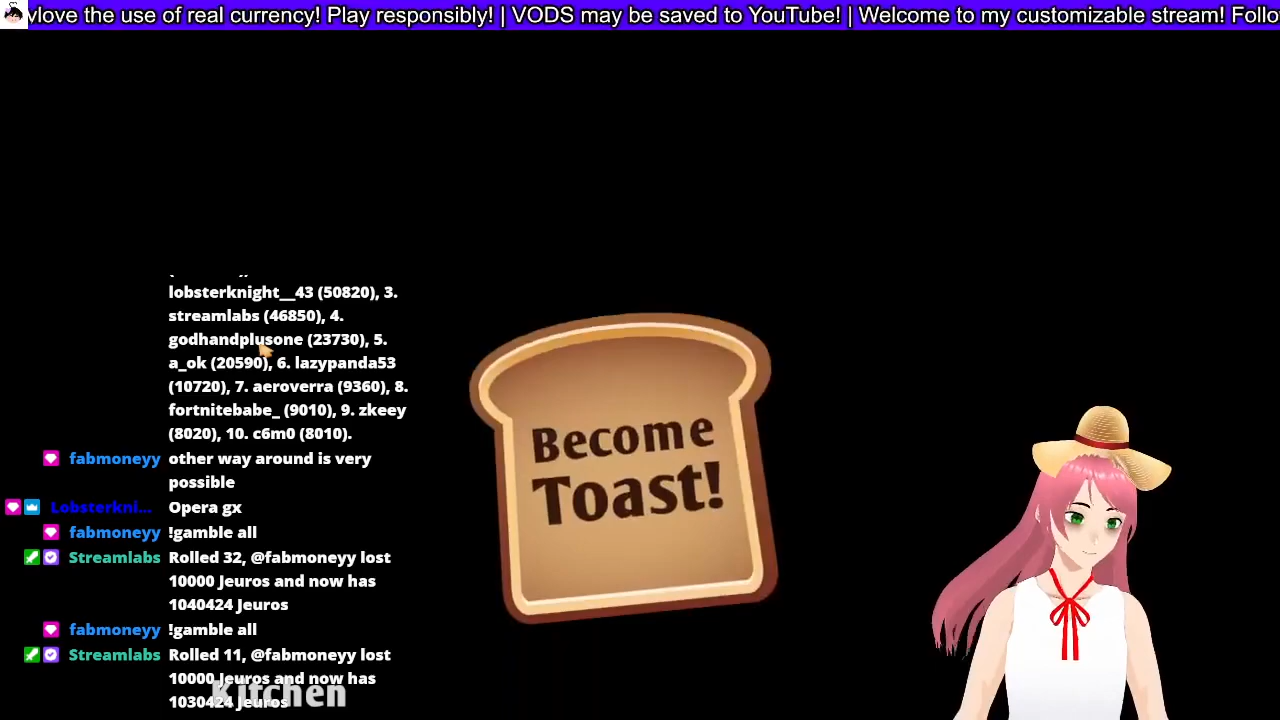 love the use of real currency! Play responsibly! | VODS may be saved to YouTube! | Welcome to my customizable stream! Follo
lobsterknight__43 (50820), 3.
streamlabs (46850), 4.
godhandplusone (23730), 5.
a_ok (20590), 6. lazypanda53
(10720), 7. aeroverra (9360), 8.
fortnitebabe_ (9010), 9. zkeey
(8020), 10. c6m0 (8010).
fabmoneyy other way around is very
possible
Lobsterkni... Opera gx
fabmoneyy !gamble all
Streamlabs Rolled 32, @fabmoneyy lost
10000 Jeuros and now has
1040424 Jeuros
fabmoneyy !gamble all
Streamlabs Rolled 11, @fabmoneyy lost
10000 Jeuros and now has
1030424 Jeuros
Kitchen
Become
Toast!